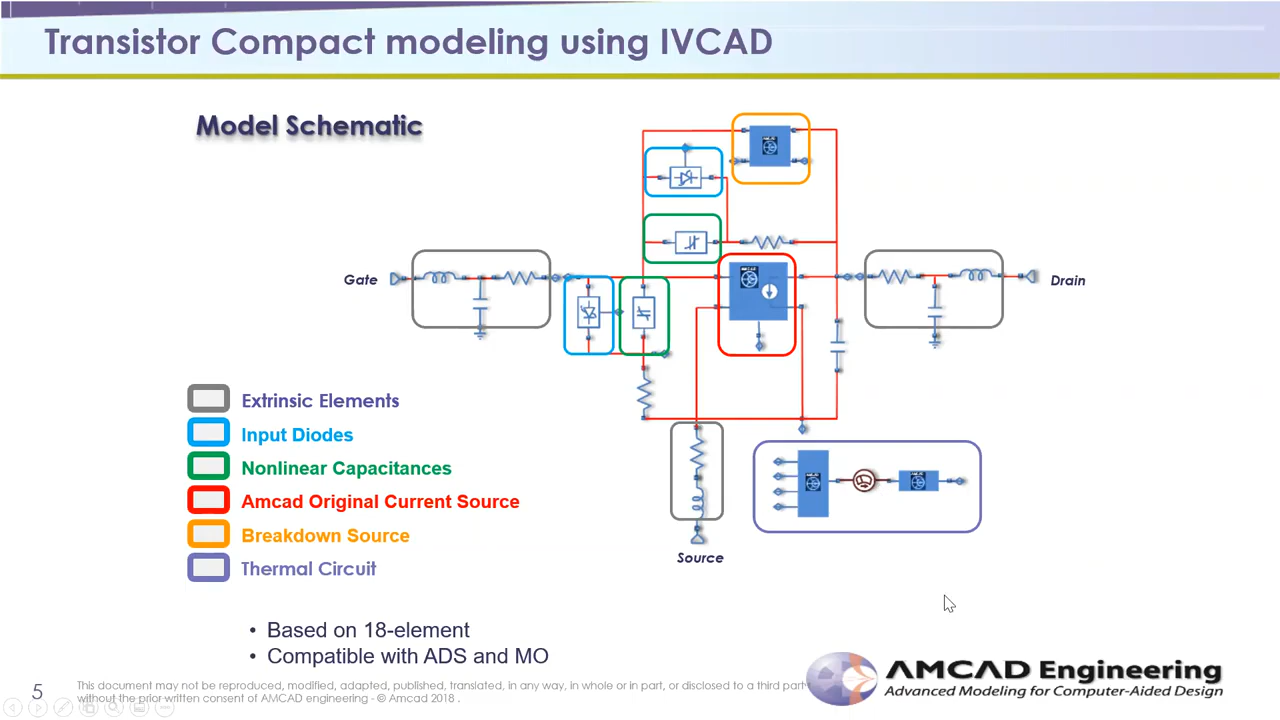 Transistor Compact modeling using IVCAD
Model Schematic
Gate
Drain
Extrinsic Elements
Input Diodes
Nonlinear Capacitances
Amcad Original Current Source
Breakdown Source
Thermal Circuit
Source
• Based on 18-element
• Compatible with ADS and MO
AMCAD Engineering
Advanced Modeling for Computer-Aided Design
5
This document may not be reproduced, modified, adapted, published, translated, in any way, in whole or in part, or disclosed to a third part
without the prior written consent of AMCAD engineering - © Amcad 2018 .